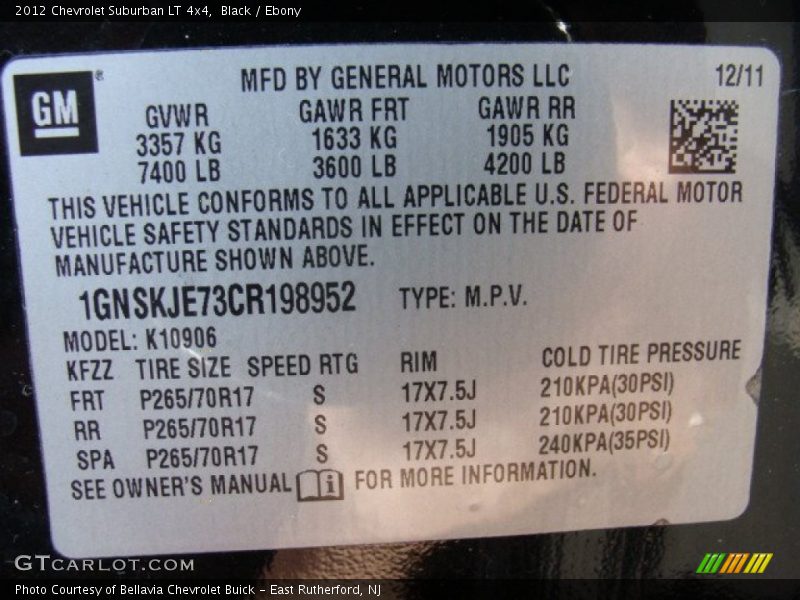 2012 Chevrolet Suburban LT 4x4, Black / Ebony
GM®
MFD BY GENERAL MOTORS LLC 12/11
GVWR GAWR FRT GAWR RR
3357 KG 1633 KG 1905 KG
7400 LB 3600 LB 4200 LB
THIS VEHICLE CONFORMS TO ALL APPLICABLE U.S. FEDERAL MOTOR
VEHICLE SAFETY STANDARDS IN EFFECT ON THE DATE OF
MANUFACTURE SHOWN ABOVE.
1GNSKJE73CR198952 TYPE: M.P.V.
MODEL: K10906
KFZZ TIRE SIZE SPEED RTG RIM COLD TIRE PRESSURE
FRT P265/70R17 S 17X7.5J 210KPA(30PSI)
RR P265/70R17 S 17X7.5J 210KPA(30PSI)
SPA P265/70R17 S 17X7.5J 240KPA(35PSI)
SEE OWNER'S MANUAL i FOR MORE INFORMATION.
GTCARLOT.COM
Photo Courtesy of Bellavia Chevrolet Buick – East Rutherford, NJ